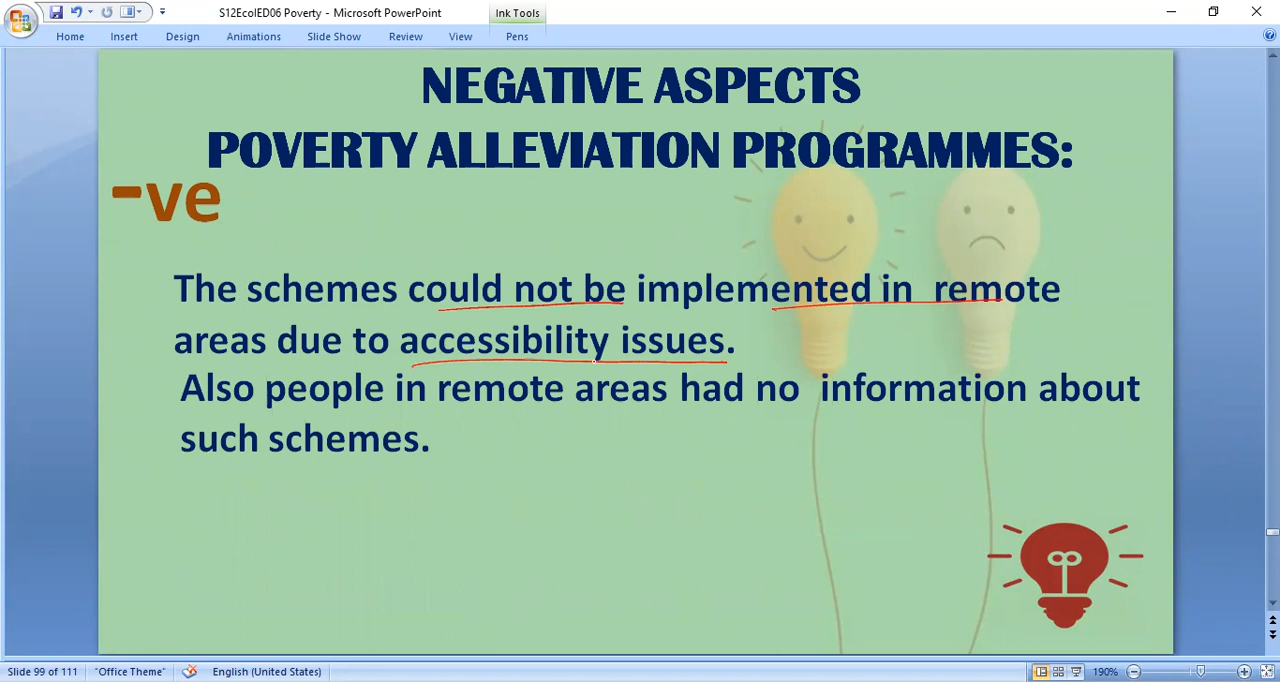 S12EcoIED06 Poverty - Microsoft PowerPoint
Ink Tools
Home Insert Design Animations Slide Show Review View Pens
NEGATIVE ASPECTS
POVERTY ALLEVIATION PROGRAMMES:
-ve
The schemes could not be implemented in remote
areas due to accessibility issues.
Also people in remote areas had no information about
such schemes.
Slide 99 of 111 "Office Theme" English (United States) 190%